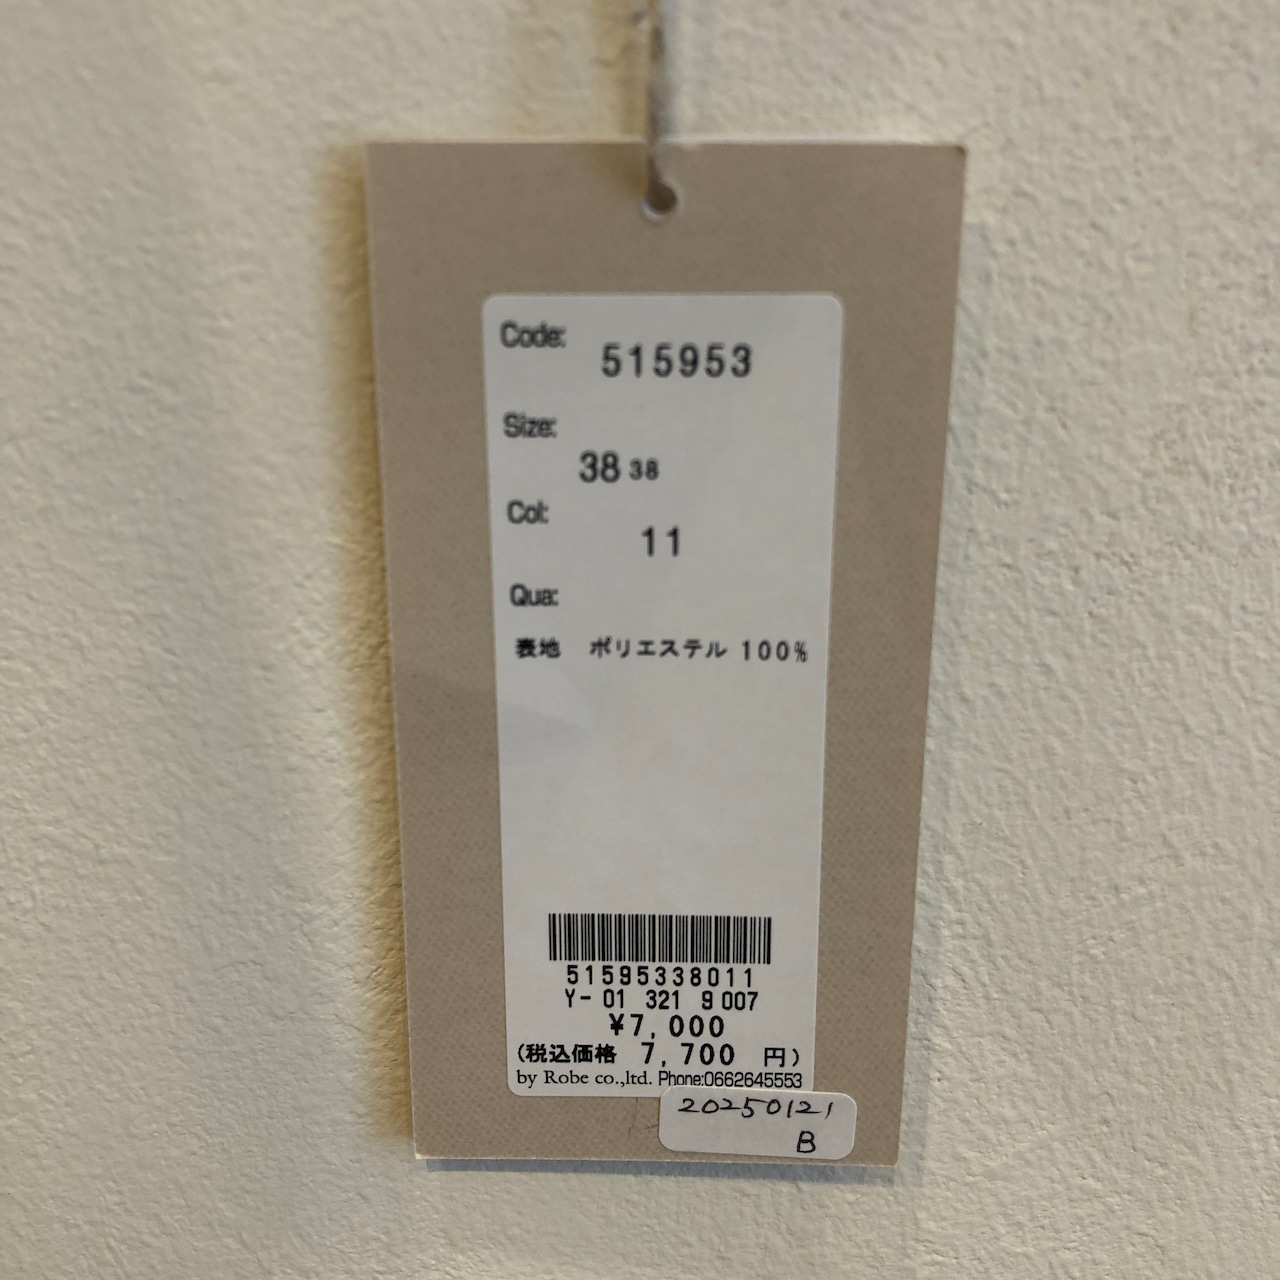 Code:
515953
Size:
38 38
Col:
11
Qua:
表地 ポリエステル 100%
51595338011
Y- 01 321 9 007
¥7,000
(税込価格 7,700 円)
by Robe co.,ltd. Phone:0662645553
20250121
B